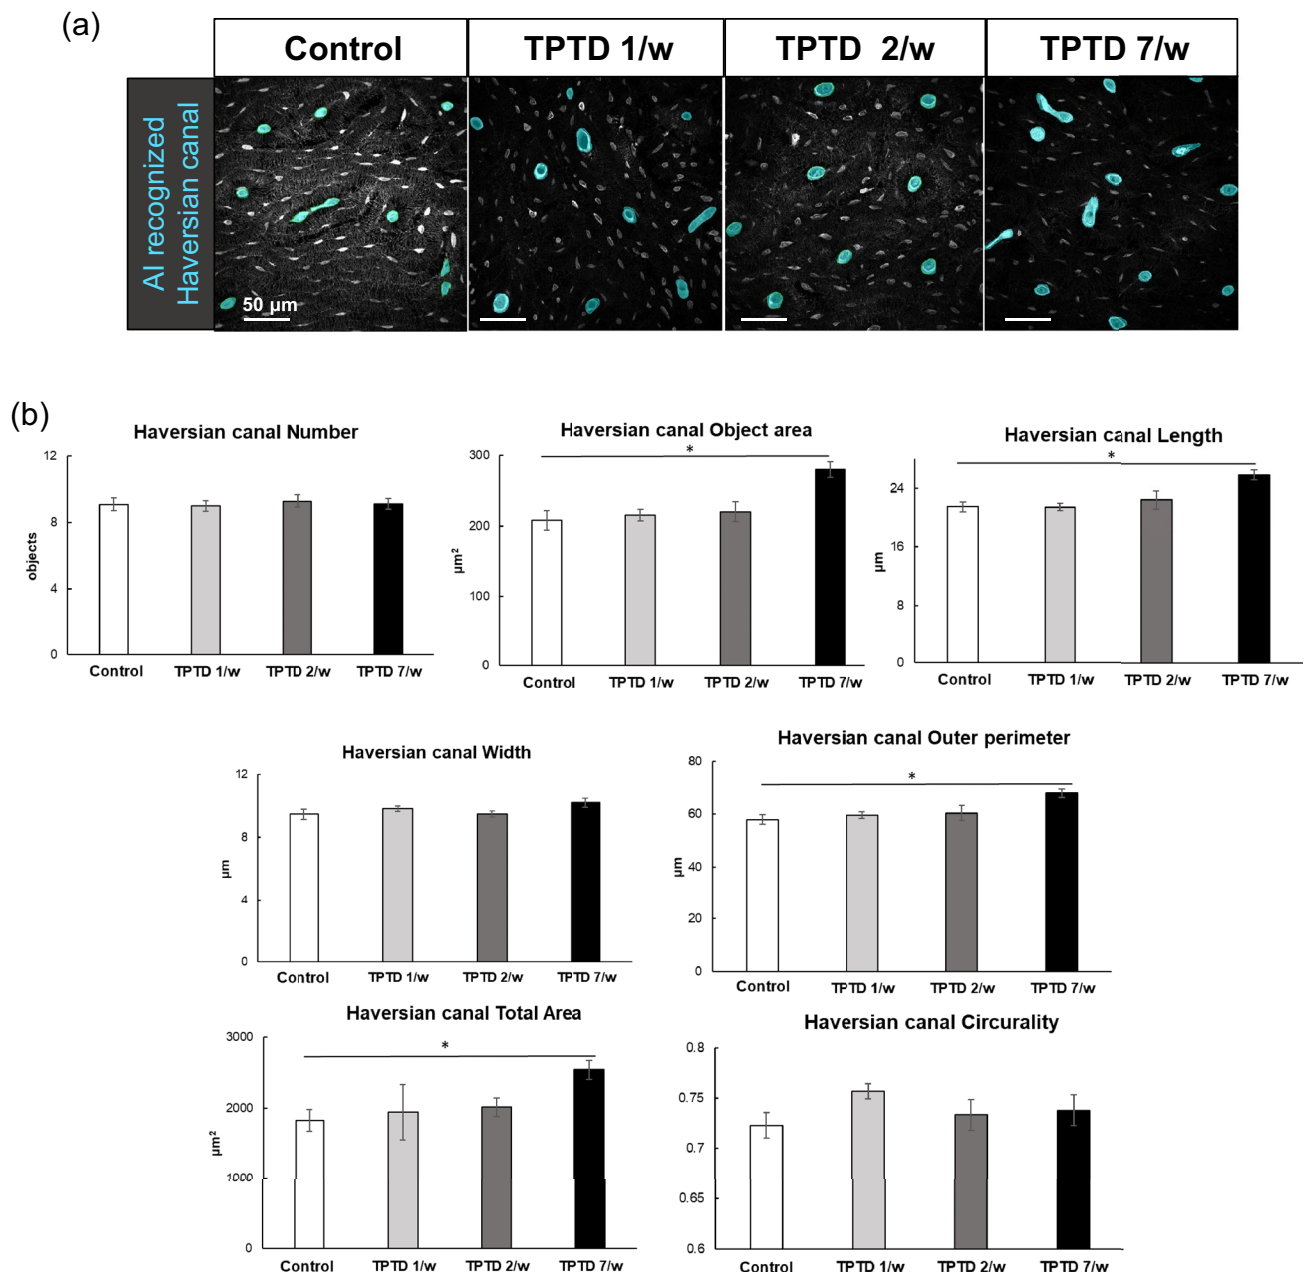 (a)
Control
TPTD 1/w
TPTD 2/w
TPTD 7/w
AI recognized
Haversian canal
50 µm
(b)
Haversian canal Number
12
8
4
0
objects
Control
TPTD 1/w
TPTD 2/w
TPTD 7/w
Haversian canal Object area
*
300
200
100
0
µm²
Control
TPTD 1/w
TPTD 2/w
TPTD 7/w
Haversian canal Length
*
24
16
8
0
µm
Control
TPTD 1/w
TPTD 2/w
TPTD 7/w
Haversian canal Width
12
8
4
0
µm
Control
TPTD 1/w
TPTD 2/w
TPTD 7/w
Haversian canal Outer perimeter
*
80
60
40
20
0
µm
Control
TPTD 1/w
TPTD 2/w
TPTD 7/w
Haversian canal Total Area
*
3000
2000
1000
0
µm²
Control
TPTD 1/w
TPTD 2/w
TPTD 7/w
Haversian canal Circurality
0.8
0.75
0.7
0.65
0.6
Control
TPTD 1/w
TPTD 2/w
TPTD 7/w